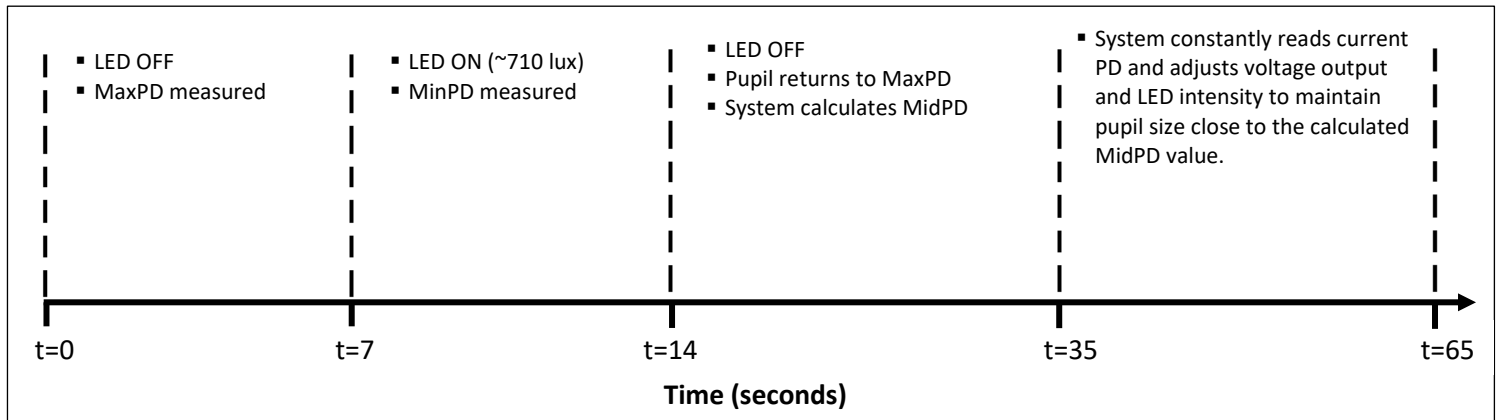 ▪ LED OFF
▪ MaxPD measured
▪ LED ON (~710 lux)
▪ MinPD measured
▪ LED OFF
▪ Pupil returns to MaxPD
▪ System calculates MidPD
▪ System constantly reads current
PD and adjusts voltage output
and LED intensity to maintain
pupil size close to the calculated
MidPD value.
t=0
t=7
t=14
t=35
t=65
Time (seconds)